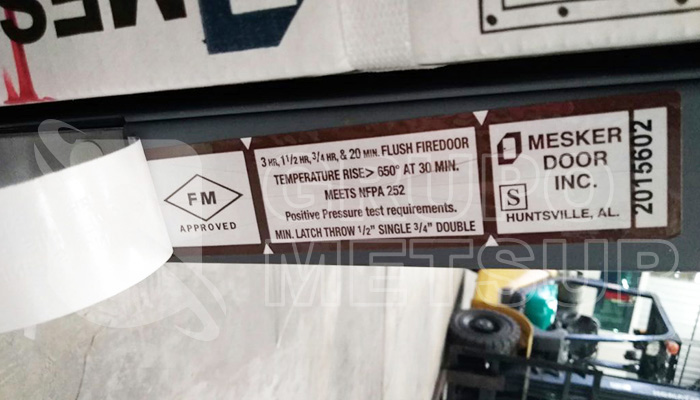 MES
FM
APPROVED
3 HR, 1 1/2 HR, 3/4 HR, & 20 MIN. FLUSH FIREDOOR
TEMPERATURE RISE> 650° AT 30 MIN.
MEETS NFPA 252
Positive Pressure test requirements.
MIN. LATCH THROW 1/2" SINGLE 3/4" DOUBLE
MESKER
DOOR
INC.
S
HUNTSVILLE, AL.
2015602
GRUPO
METSUR